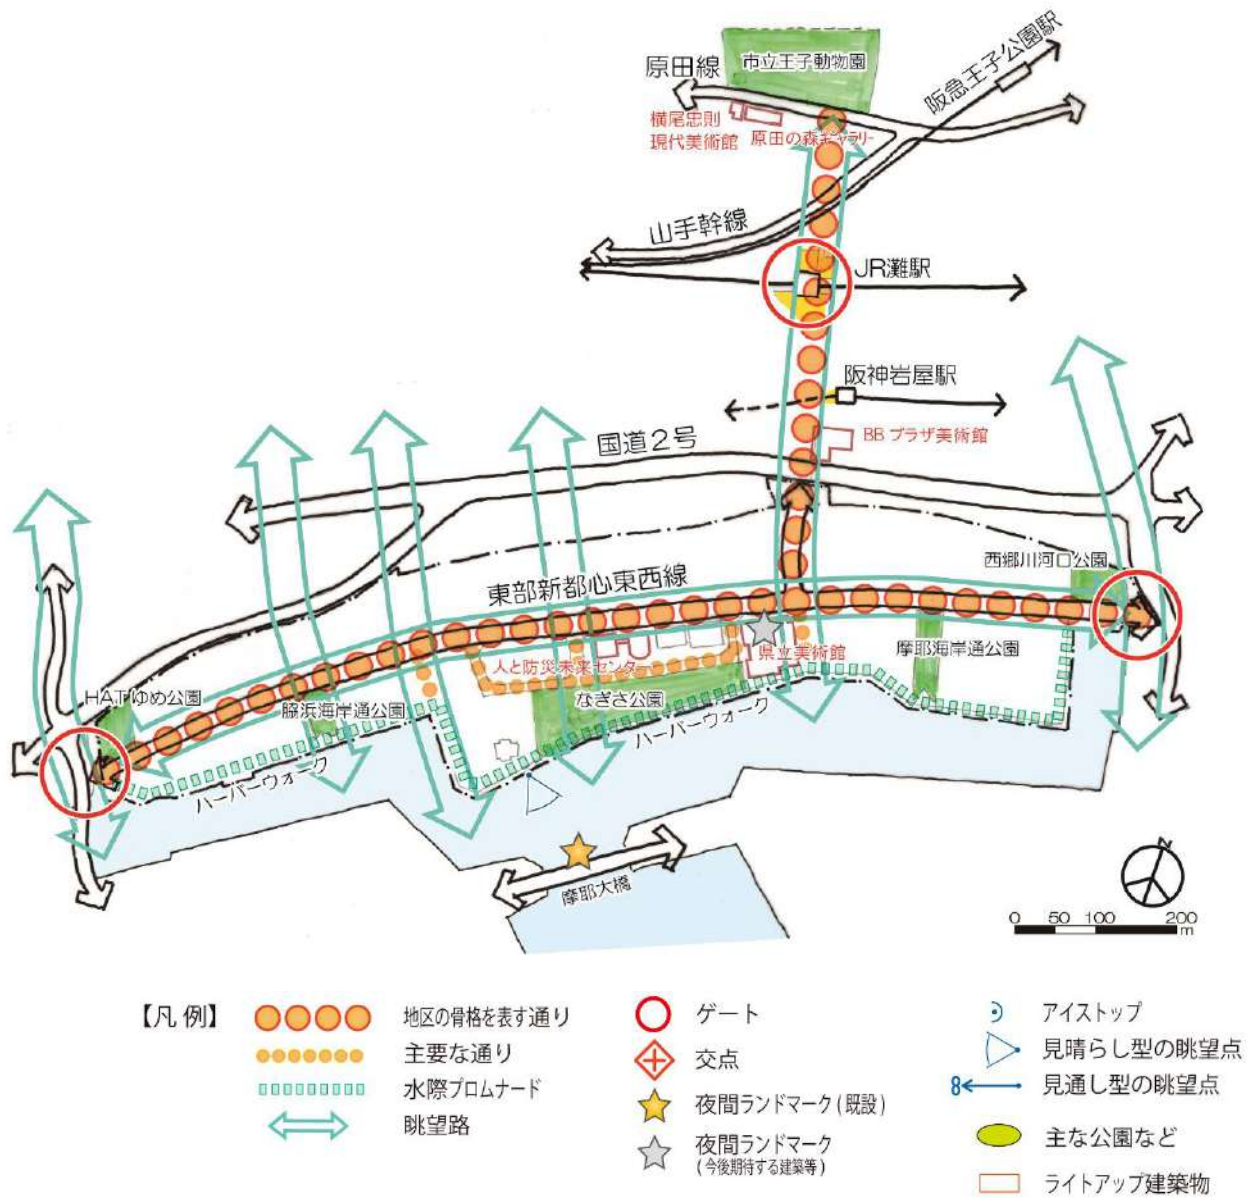 市立王子動物園
阪急王子公園駅
原田線
横尾忠則
現代美術館
原田の森ギャラリー
山手幹線
JR灘駅
阪神岩屋駅
BBプラザ美術館
国道2号
西郷川河口公園
東部新都心東西線
摩耶海岸通公園
県立美術館
人と防災未来センター
HATゆめ公園
脇浜海岸通公園
なぎさ公園
ハーバーウォーク
ハーバーウォーク
摩耶大橋
N
0 50 100 200
m
【凡例】
地区の骨格を表す通り
主要な通り
水際プロムナード
眺望路
ゲート
交点
夜間ランドマーク(既設)
夜間ランドマーク
(今後期待する建築等)
アイストップ
見晴らし型の眺望点
見通し型の眺望点
主な公園など
ライトアップ建築物